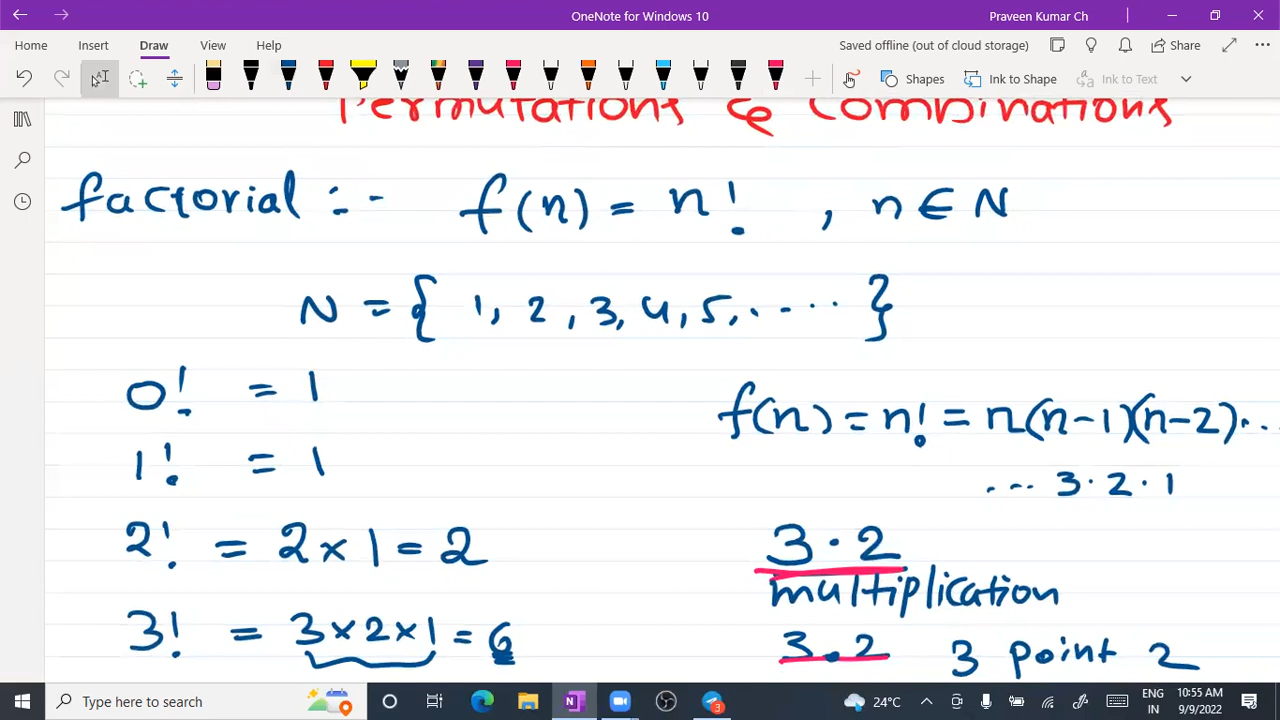 OneNote for Windows 10
Praveen Kumar Ch
Home Insert Draw View Help
Saved offline (out of cloud storage)
Share
Shapes
Ink to Shape
Ink to Text
Permutations & Combinations
factorial :- f(n) = n! , n ∈ N
N = { 1, 2, 3, 4, 5, ..... }
0! = 1
f(n) = n! = n(n-1)(n-2)...
1! = 1
... 3·2·1
2! = 2 × 1 = 2
3·2
multiplication
3! = 3 × 2 × 1 = 6
3.2 3 point 2
Type here to search
3
24°C
ENG
IN
10:55 AM
9/9/2022